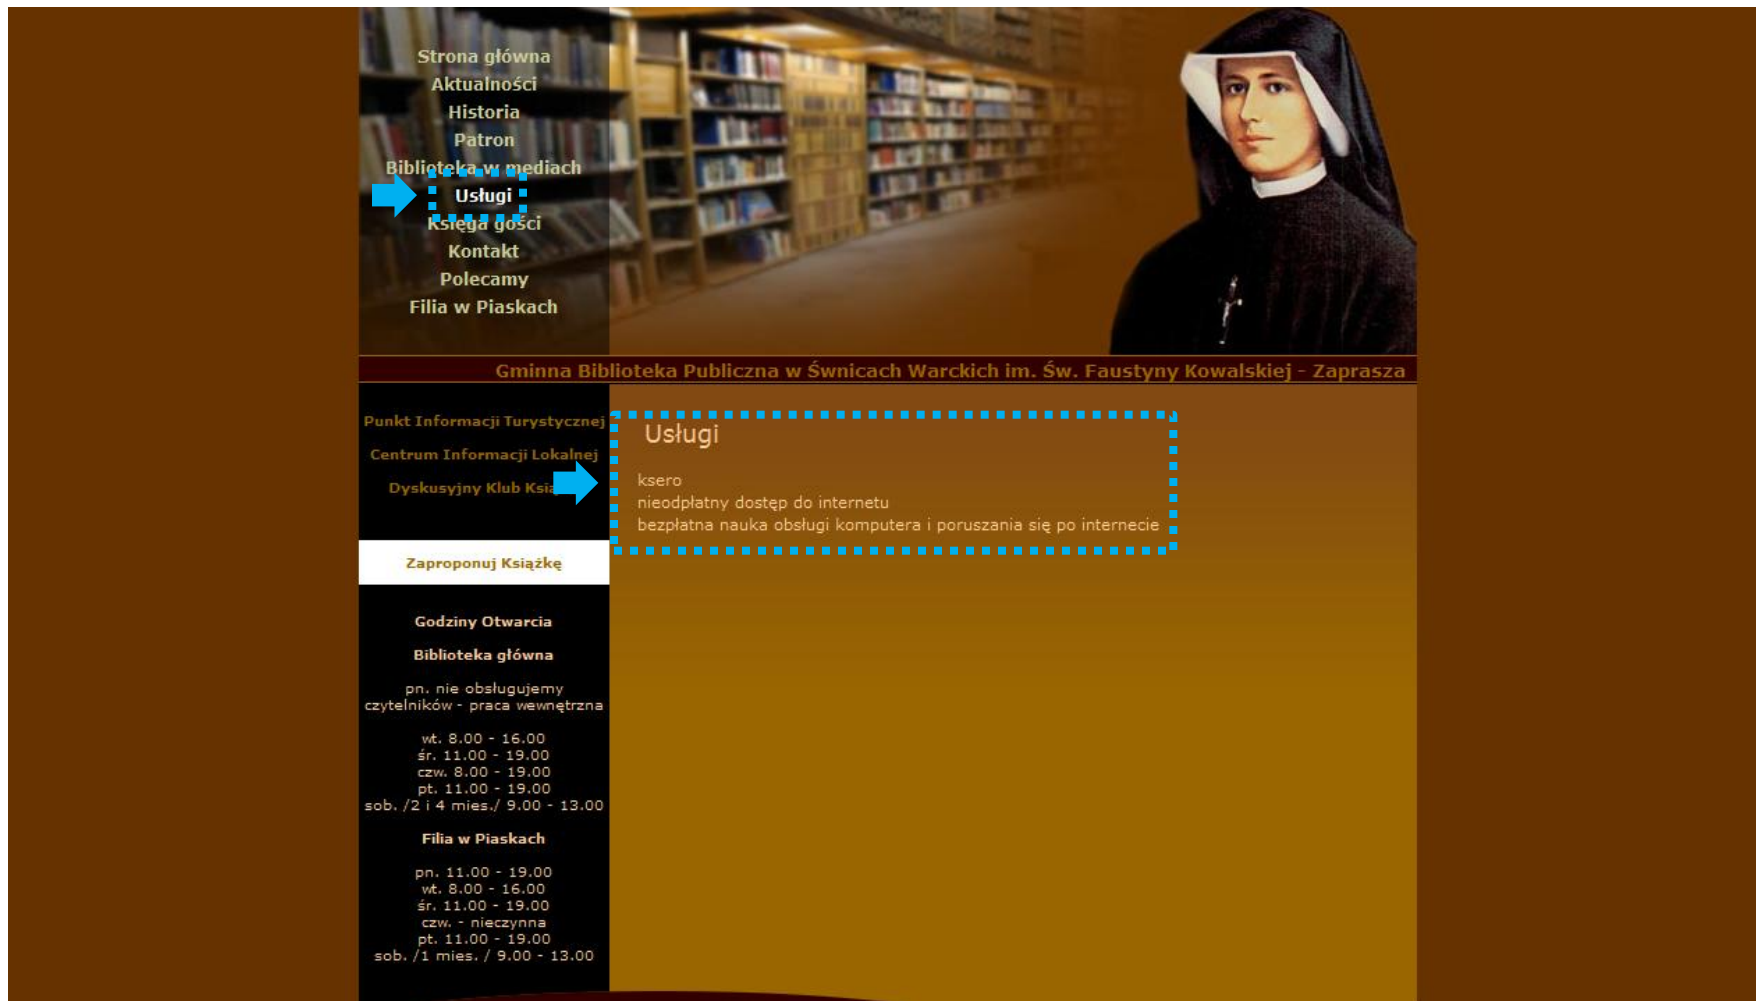 Strona główna
Aktualności
Historia
Patron
Biblioteka w mediach
Usługi
Księga gości
Kontakt
Polecamy
Filia w Piaskach
Gminna Biblioteka Publiczna w Śwnicach Warckich im. Św. Faustyny Kowalskiej - Zaprasza
Punkt Informacji Turystycznej
Centrum Informacji Lokalnej
Dyskusyjny Klub
Zaproponuj Książkę
Godziny Otwarcia
Biblioteka główna
pn. nie obsługujemy
czytelników - praca wewnętrzna
wt. 8.00 - 16.00
śr. 11.00 - 19.00
czw. 8.00 - 19.00
pt. 11.00 - 19.00
sob. /2 i 4 mies./ 9.00 - 13.00
Filia w Piaskach
pn. 11.00 - 19.00
wt. 8.00 - 16.00
śr. 11.00 - 19.00
czw. - nieczynna
pt. 11.00 - 19.00
sob. /1 mies. / 9.00 - 13.00
Usługi
ksero
nieodpłatny dostęp do internetu
bezpłatna nauka obsługi komputera i poruszania się po internecie